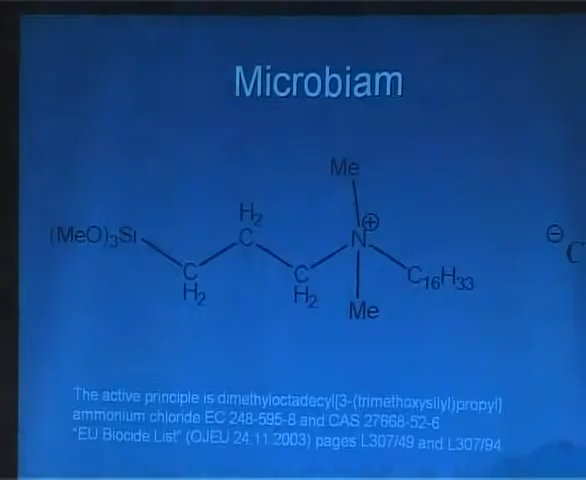 Microbiam
Me
H₂
(MeO)₃Si
C
N⊕
⊖
C
C
C
C₁₆H₃₃
H₂
H₂
Me
The active principle is dimethyloctadecyl[3-(trimethoxysilyl)propyl]
ammonium chloride EC 248-595-8 and CAS 27668-52-6
"EU Biocide List" (OJEU 24.11.2003) pages L307/49 and L307/94